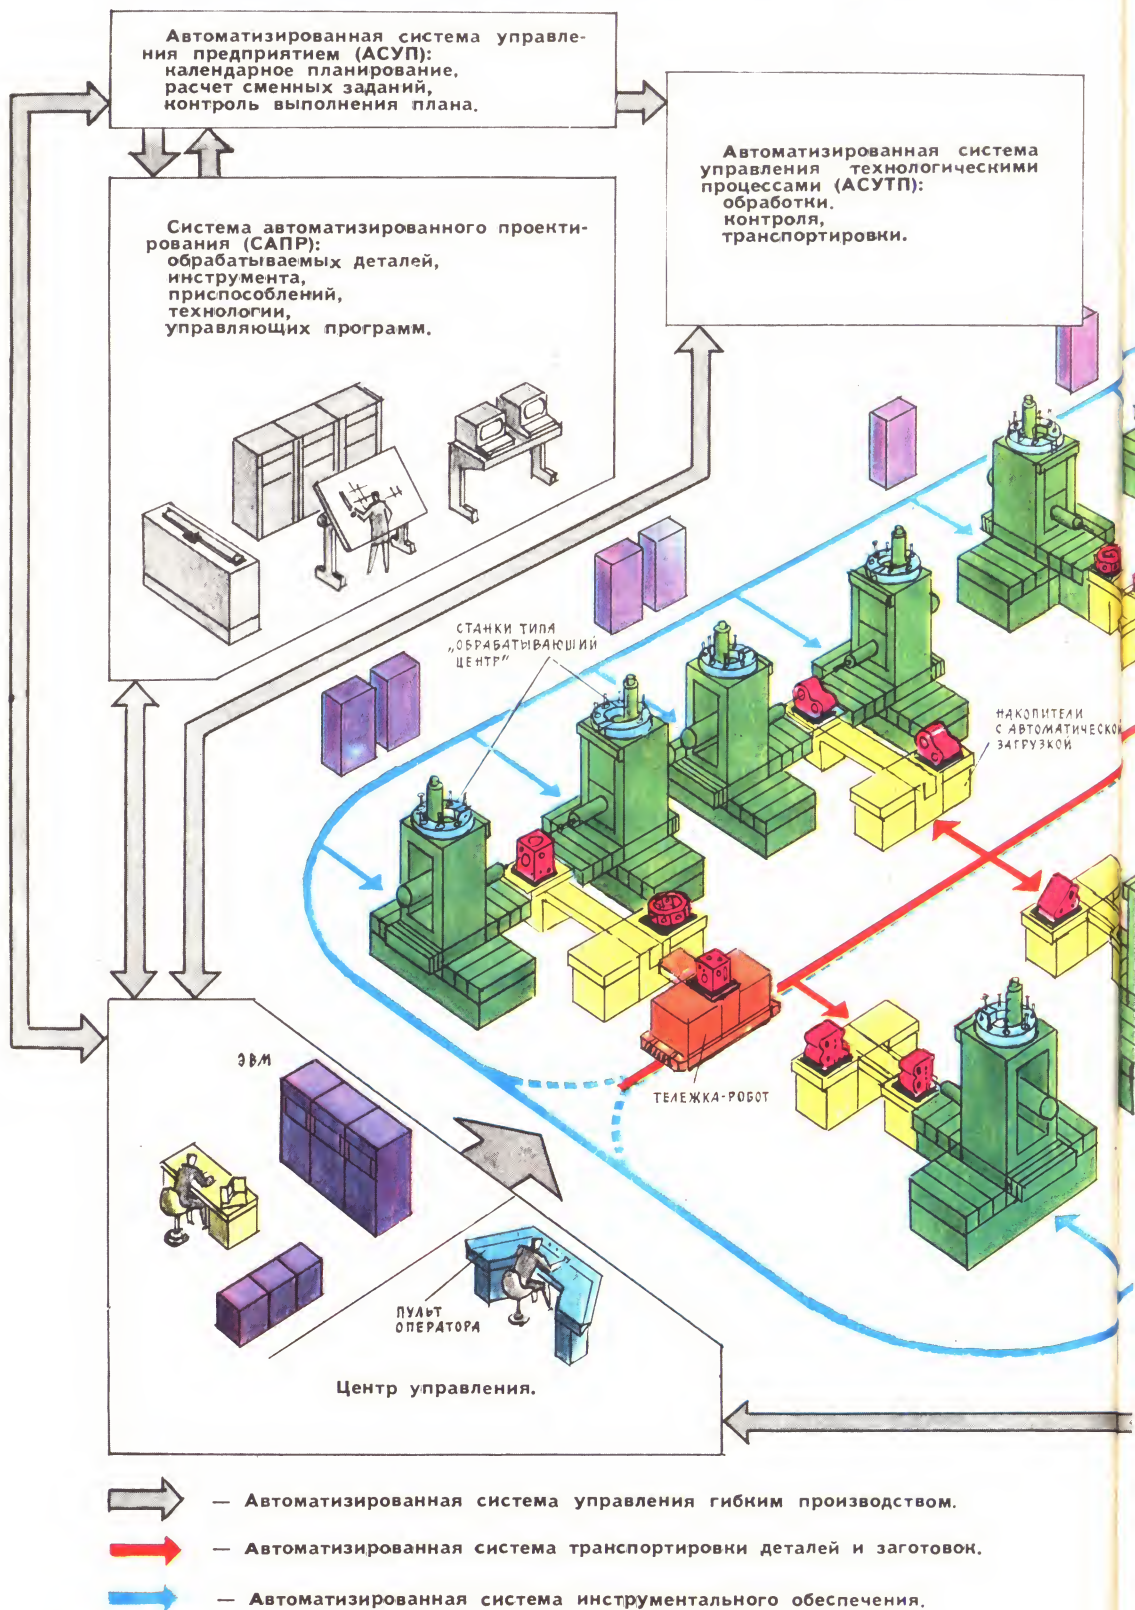 Автоматизированная система управле-
ния предприятием (АСУП):
календарное планирование,
расчет сменных заданий,
контроль выполнения плана.
Автоматизированная система
управления технологическими
процессами (АСУТП):
обработки.
контроля,
транспортировки.
Система автоматизированного проекти-
рования (САПР):
обрабатываемых деталей,
инструмента,
приспособлений,
технологии,
управляющих программ.
СТАНКИ ТИПА
„ОБРАБАТЫВАЮЩИЙ
ЦЕНТР"
НАКОПИТЕЛИ
С АВТОМАТИЧЕСКОЙ
ЗАГРУЗКОЙ
ЭВМ
ТЕЛЕЖКА-РОБОТ
ПУЛЬТ
ОПЕРАТОРА
Центр управления.
— Автоматизированная система управления гибким производством.
— Автоматизированная система транспортировки деталей и заготовок.
— Автоматизированная система инструментального обеспечения.